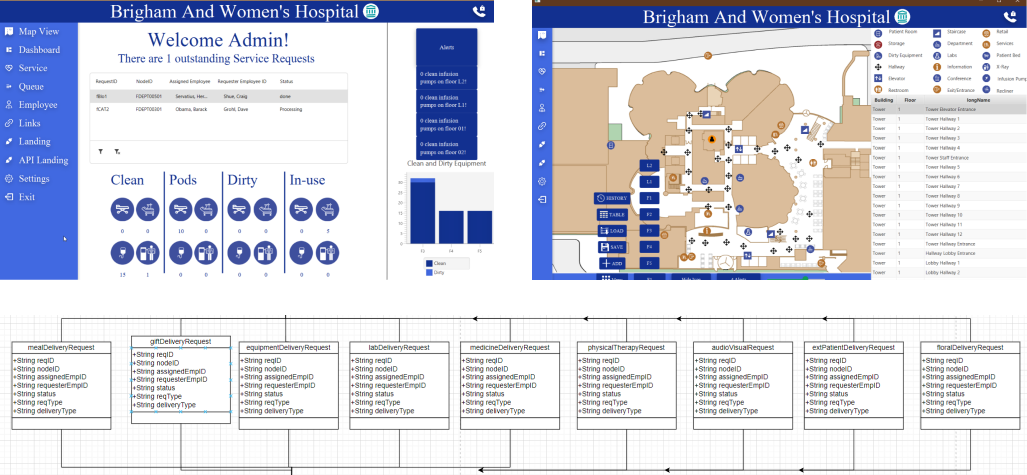 Brigham And Women's Hospital
Map View
Dashboard
Service
Queue
Employee
Links
Landing
API Landing
Settings
Exit
Welcome Admin!
There are 1 outstanding Service Requests
RequestID NodeID Assigned Employee Requester Employee ID Status
FDEPT00501 Servatius, Her... Shue, Craig done
fCAT2 FDEPT00301 Obama, Barack Grohl, Dave Processing
Clean Pods Dirty In-use
0 0 10 0 0 0 0 5
15 1 0 0 0 0 0 0
Alerts
0 clean infusion
pumps on floor L2!
0 clean infusion
pumps on floor L1!
0 clean infusion
pumps on floor 01!
0 clean infusion
pumps on floor 02!
Clean and Dirty Equipment
30
25
20
15
10
5
0
F3 F4 F5
Clean
Dirty
Brigham And Women's Hospital
Patient Room Staircase Retail
Storage Department Services
Dirty Equipment Labs Patient Bed
Hallway Information X-Ray
Elevator Conference Infusion Pump
Restroom Exit/Entrance Recliner
Building Floor longName
Tower 1 Tower Elevator Entrance
Tower 1 Tower Hallway 1
Tower 1 Tower Hallway 2
Tower 1 Tower Hallway 3
Tower 1 Tower Hallway 4
Tower 1 Tower Staff Entrance
Tower 1 Tower Hallway 5
Tower 1 Tower Hallway 6
Tower 1 Tower Hallway 7
Tower 1 Tower Hallway 8
Tower 1 Tower Hallway 9
Tower 1 Tower Hallway 10
Tower 1 Tower Hallway 11
Tower 1 Tower Hallway 12
Tower 1 Tower Hallway Entrance
Tower 1 Hallway Lobby Entrance
Tower 1 Lobby Hallway 1
Tower 1 Lobby Hallway 2
L2
L1
HISTORY F1
TABLE F2
LOAD F3
SAVE F4
ADD F5
mealDeliveryRequest
+String reqID
+String nodeID
+String assignedEmpID
+String requesterEmpID
+String status
+String reqType
+String deliveryType
giftDeliveryRequest
+String reqID
+String nodeID
+String assignedEmpID
+String requesterEmpID
+String status
+String reqType
+String deliveryType
equipmentDeliveryRequest
+String reqID
+String nodeID
+String assignedEmpID
+String requesterEmpID
+String status
+String reqType
+String deliveryType
labDeliveryRequest
+String reqID
+String nodeID
+String assignedEmpID
+String requesterEmpID
+String status
+String reqType
+String deliveryType
medicineDeliveryRequest
+String reqID
+String nodeID
+String assignedEmpID
+String requesterEmpID
+String status
+String reqType
+String deliveryType
physicalTherapyRequest
+String reqID
+String nodeID
+String assignedEmpID
+String requesterEmpID
+String status
+String reqType
+String deliveryType
audioVisualRequest
+String reqID
+String nodeID
+String assignedEmpID
+String requesterEmpID
+String status
+String reqType
+String deliveryType
extPatientDeliveryRequest
+String reqID
+String nodeID
+String assignedEmpID
+String requesterEmpID
+String status
+String reqType
+String deliveryType
floralDeliveryRequest
+String reqID
+String nodeID
+String assignedEmpID
+String requesterEmpID
+String status
+String reqType
+String deliveryType